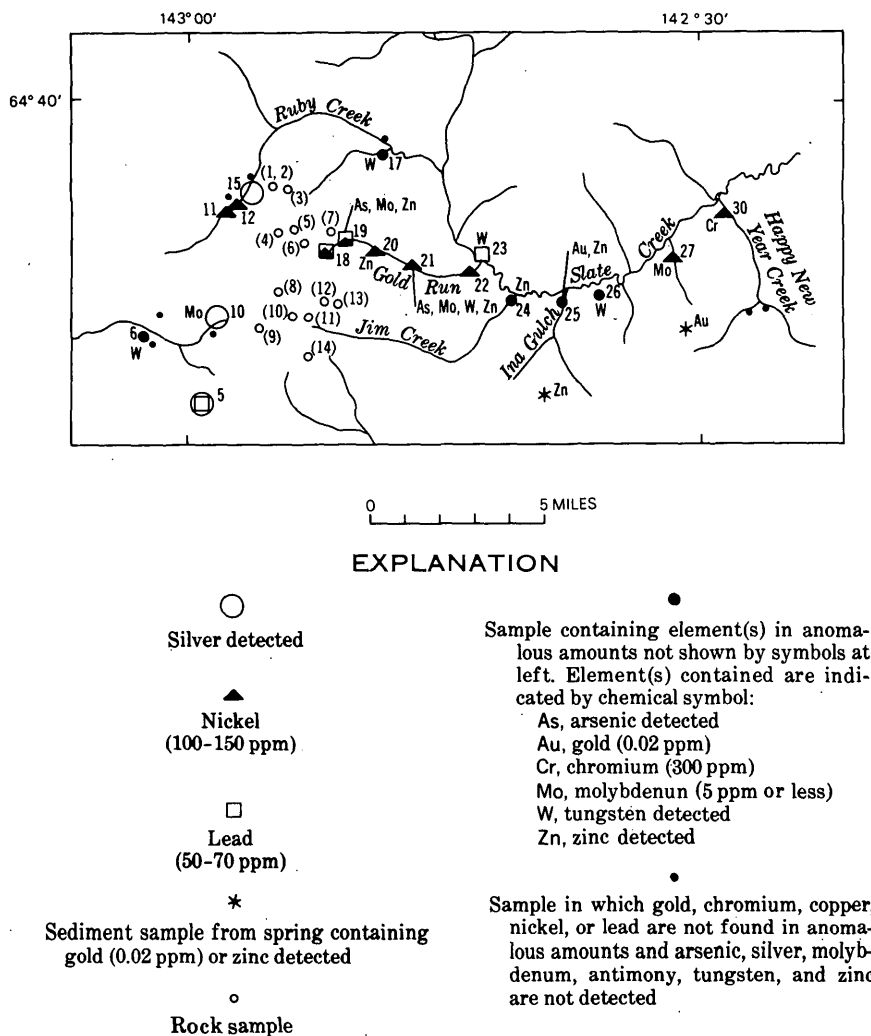 143°00'
142°30'
64°40'
Ruby Creek
W 17
15
(1, 2)
(3)
11
12
As, Mo, Zn
(7)
(5)
(4)
(6)
19
18
20
Zn
21
Gold Run
W
23
22
As, Mo, W, Zn
Au, Zn
Slate Creek
Zn
24
25
26
W
27
Mo
30
Cr
Happy New
Year Creek
Au
Ina Gulch
Zn
(8)
(12)
(13)
(10)
(11)
(9)
(14)
Jim Creek
Mo
10
6
W
5
0 5 MILES
EXPLANATION
Silver detected
Nickel
(100-150 ppm)
Lead
(50-70 ppm)
Sediment sample from spring containing
gold (0.02 ppm) or zinc detected
Rock sample
Sample containing element(s) in anoma-
lous amounts not shown by symbols at
left. Element(s) contained are indi-
cated by chemical symbol:
As, arsenic detected
Au, gold (0.02 ppm)
Cr, chromium (300 ppm)
Mo, molybdenun (5 ppm or less)
W, tungsten detected
Zn, zinc detected
Sample in which gold, chromium, copper,
nickel, or lead are not found in anoma-
lous amounts and arsenic, silver, molyb-
denum, antimony, tungsten, and zinc
are not detected